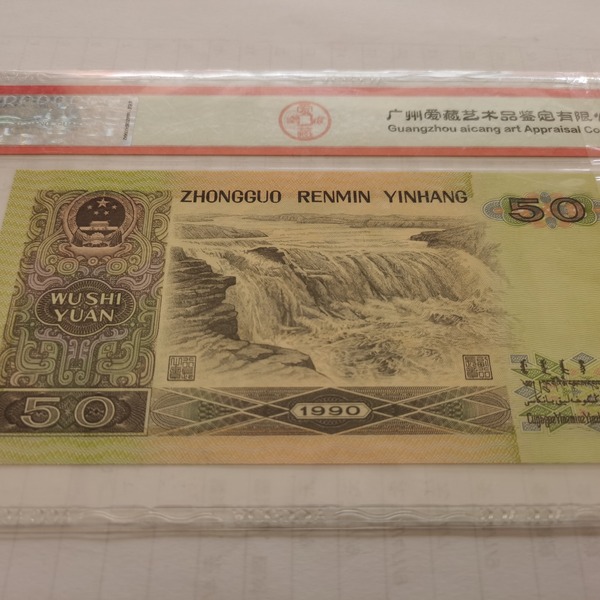 广州爱藏艺术品鉴定有限
Guangzhou aicang art Appraisal Co
ZHONGGUO RENMIN YINHANG
50
WU SHI
YUAN
50
1990